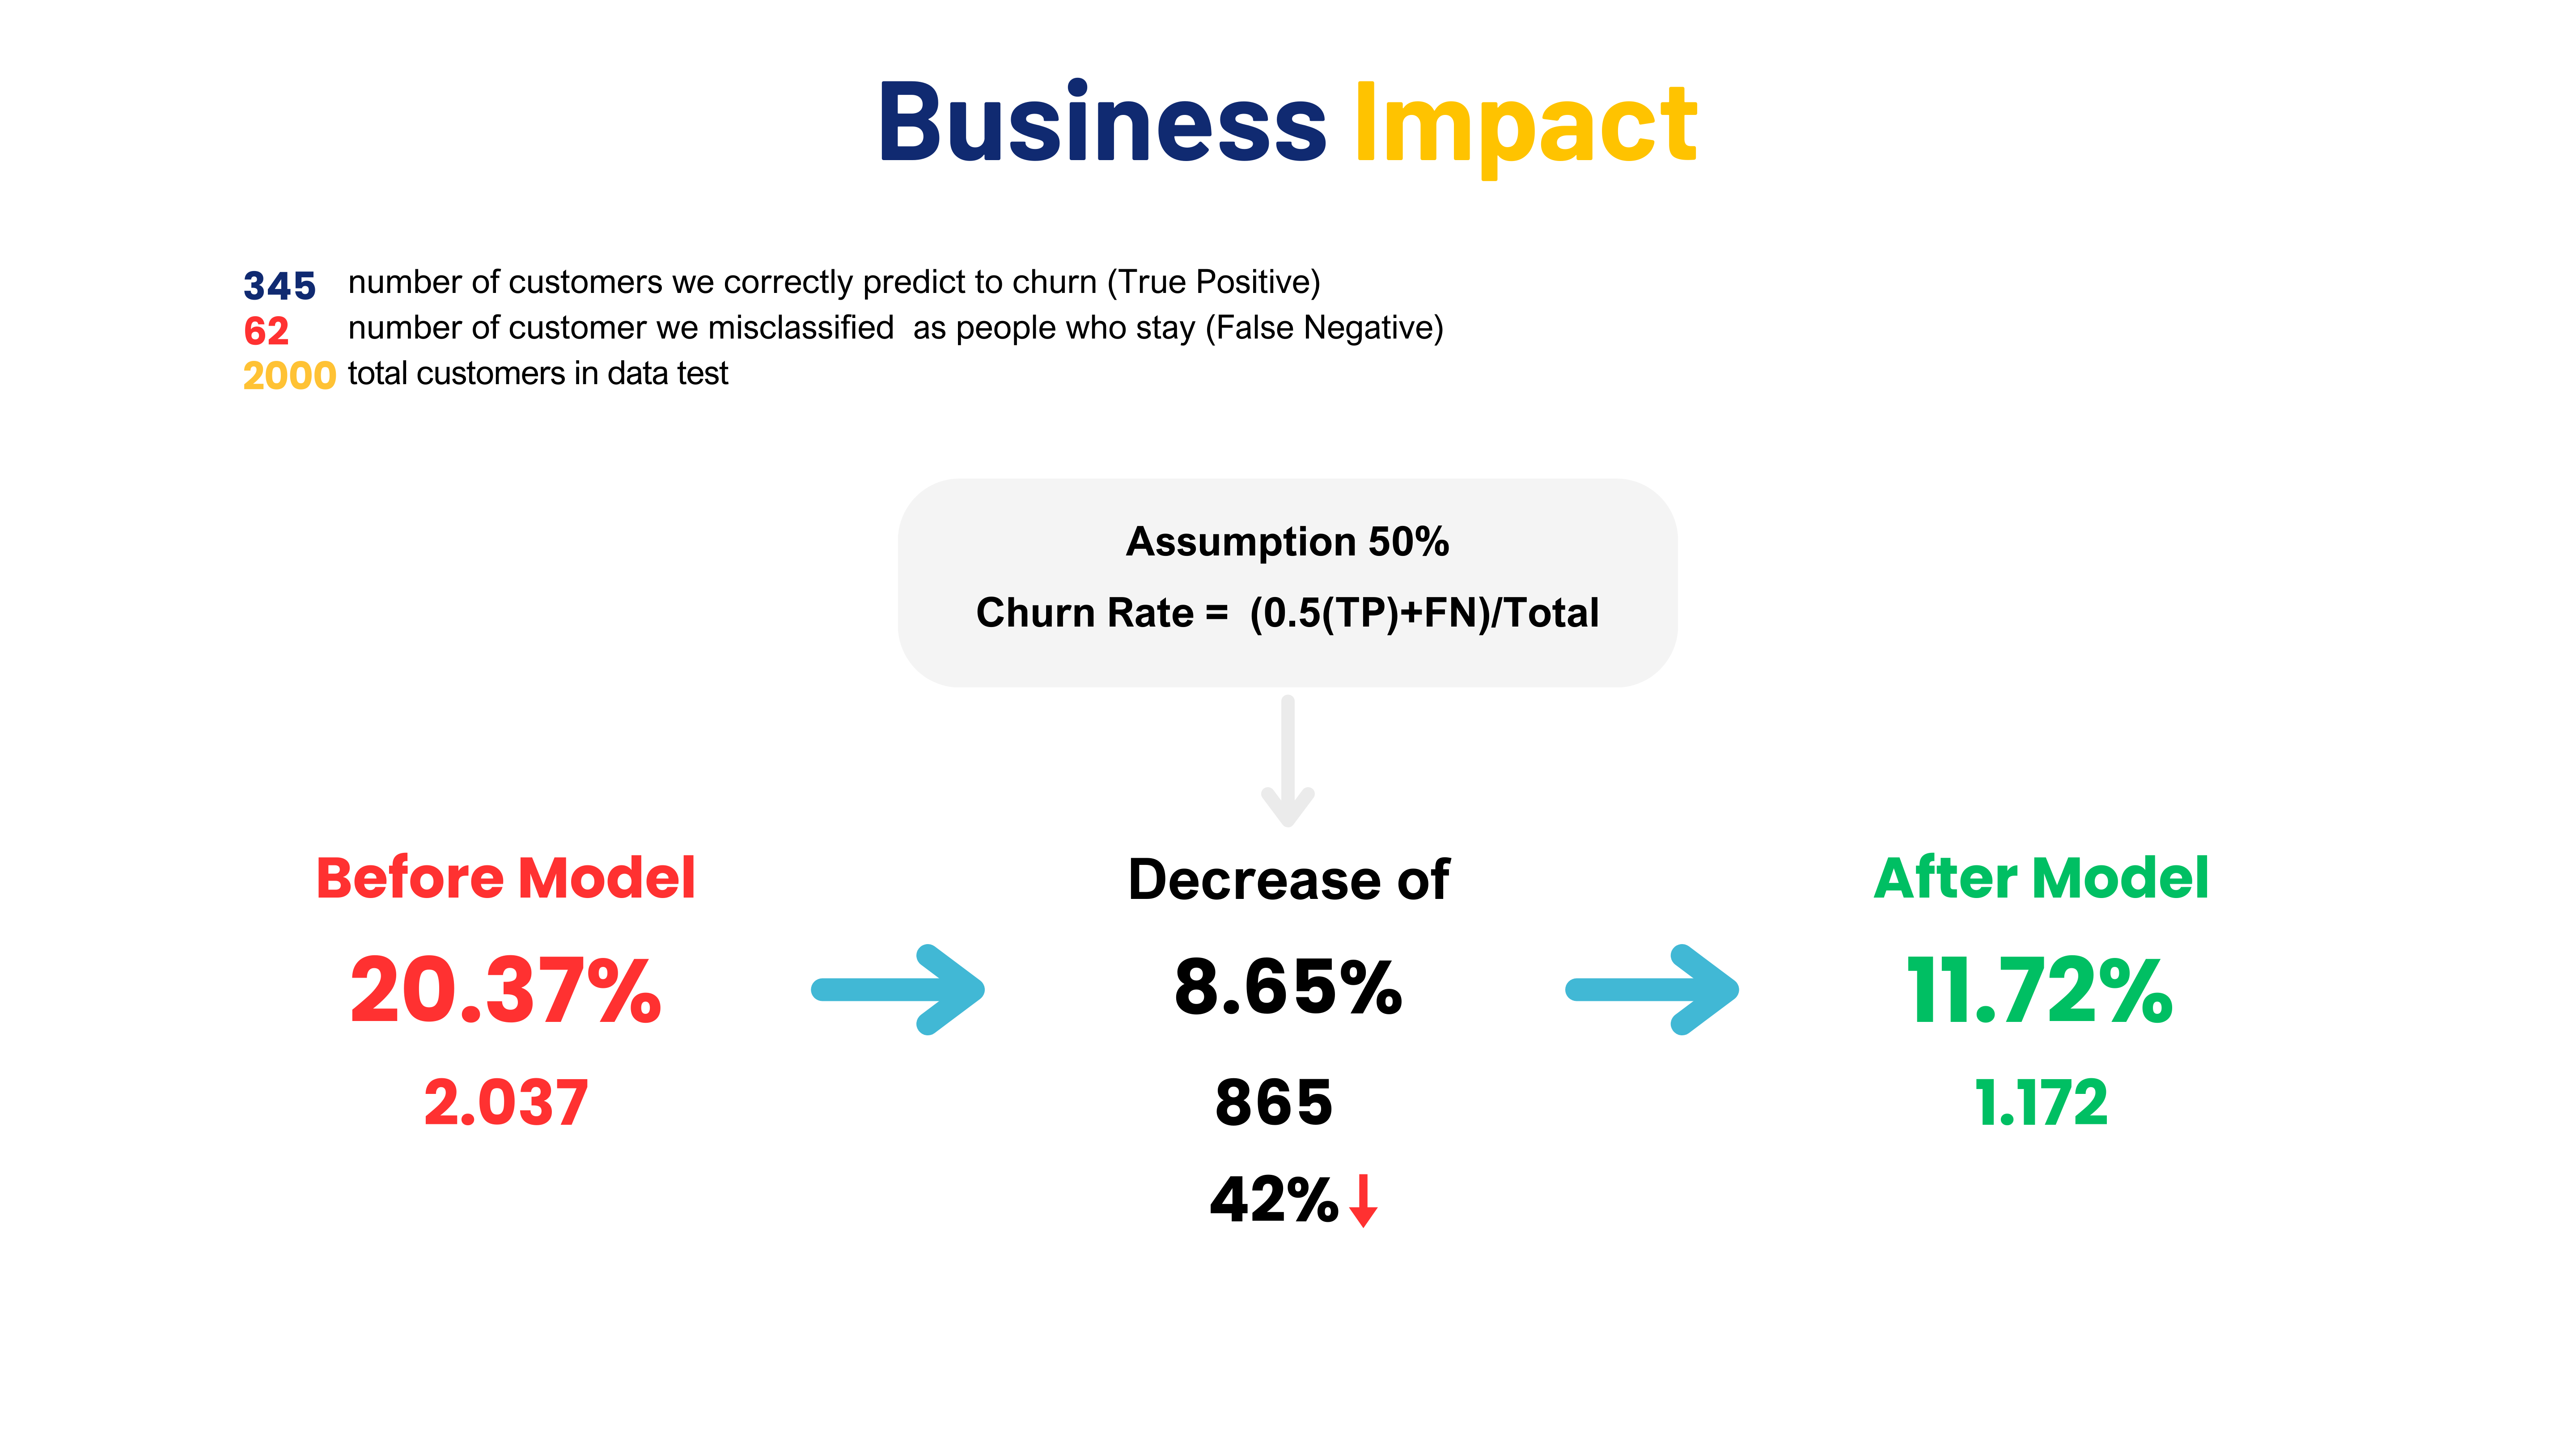 Business Impact
345 number of customers we correctly predict to churn (True Positive)
62 number of customer we misclassified  as people who stay (False Negative)
2000 total customers in data test
Assumption 50%
Churn Rate =  (0.5(TP)+FN)/Total
Before Model
Decrease of
After Model
20.37%
8.65%
11.72%
2.037
865
1.172
42%